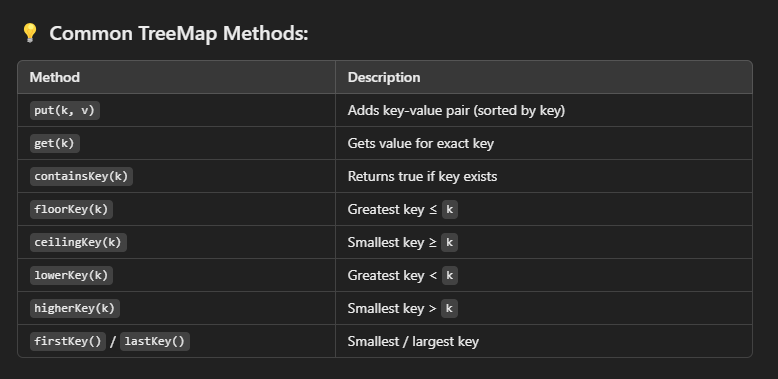 💡 Common TreeMap Methods:
Method Description
put(k, v) Adds key-value pair (sorted by key)
get(k) Gets value for exact key
containsKey(k) Returns true if key exists
floorKey(k) Greatest key ≤ k
ceilingKey(k) Smallest key ≥ k
lowerKey(k) Greatest key < k
higherKey(k) Smallest key > k
firstKey() / lastKey() Smallest / largest key